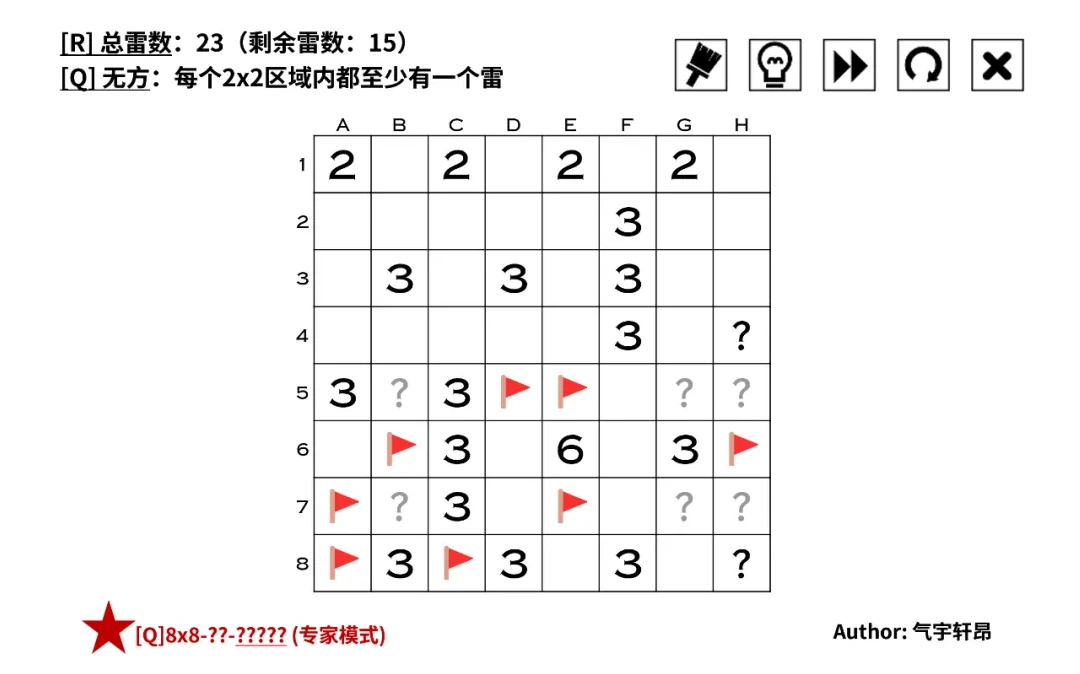 [R] 总雷数：23（剩余雷数：15）
[Q] 无方：每个2x2区域内都至少有一个雷
A B C D E F G H
1 2 2 2 2
2 3
3 3 3 3
4 3 ?
5 3 ? 3 ? ?
6 3 6 3
7 ? 3 ? ?
8 3 3 3 ?
[Q]8x8-??-????? (专家模式)
Author: 气宇轩昂